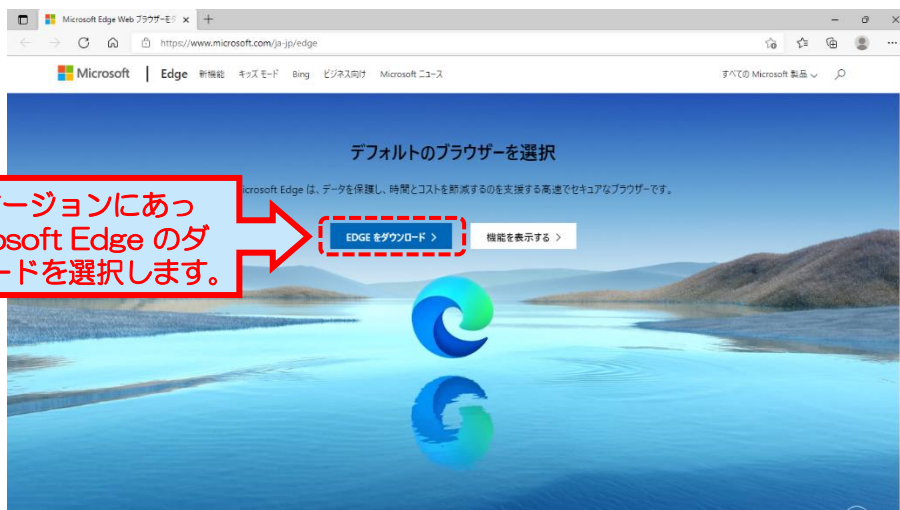 Microsoft Edge Web ブラウザーをダ
https://www.microsoft.com/ja-jp/edge
Microsoft | Edge 新機能 キッズ モード Bing ビジネス向け Microsoft ニュース すべての Microsoft 製品
デフォルトのブラウザーを選択
icrosoft Edge は、データを保護し、時間とコストを節減するのを支援する高速でセキュアなブラウザーです。
ージョンにあっ
osoft Edge のダ
ードを選択します。
EDGE をダウンロード > 機能を表示する >